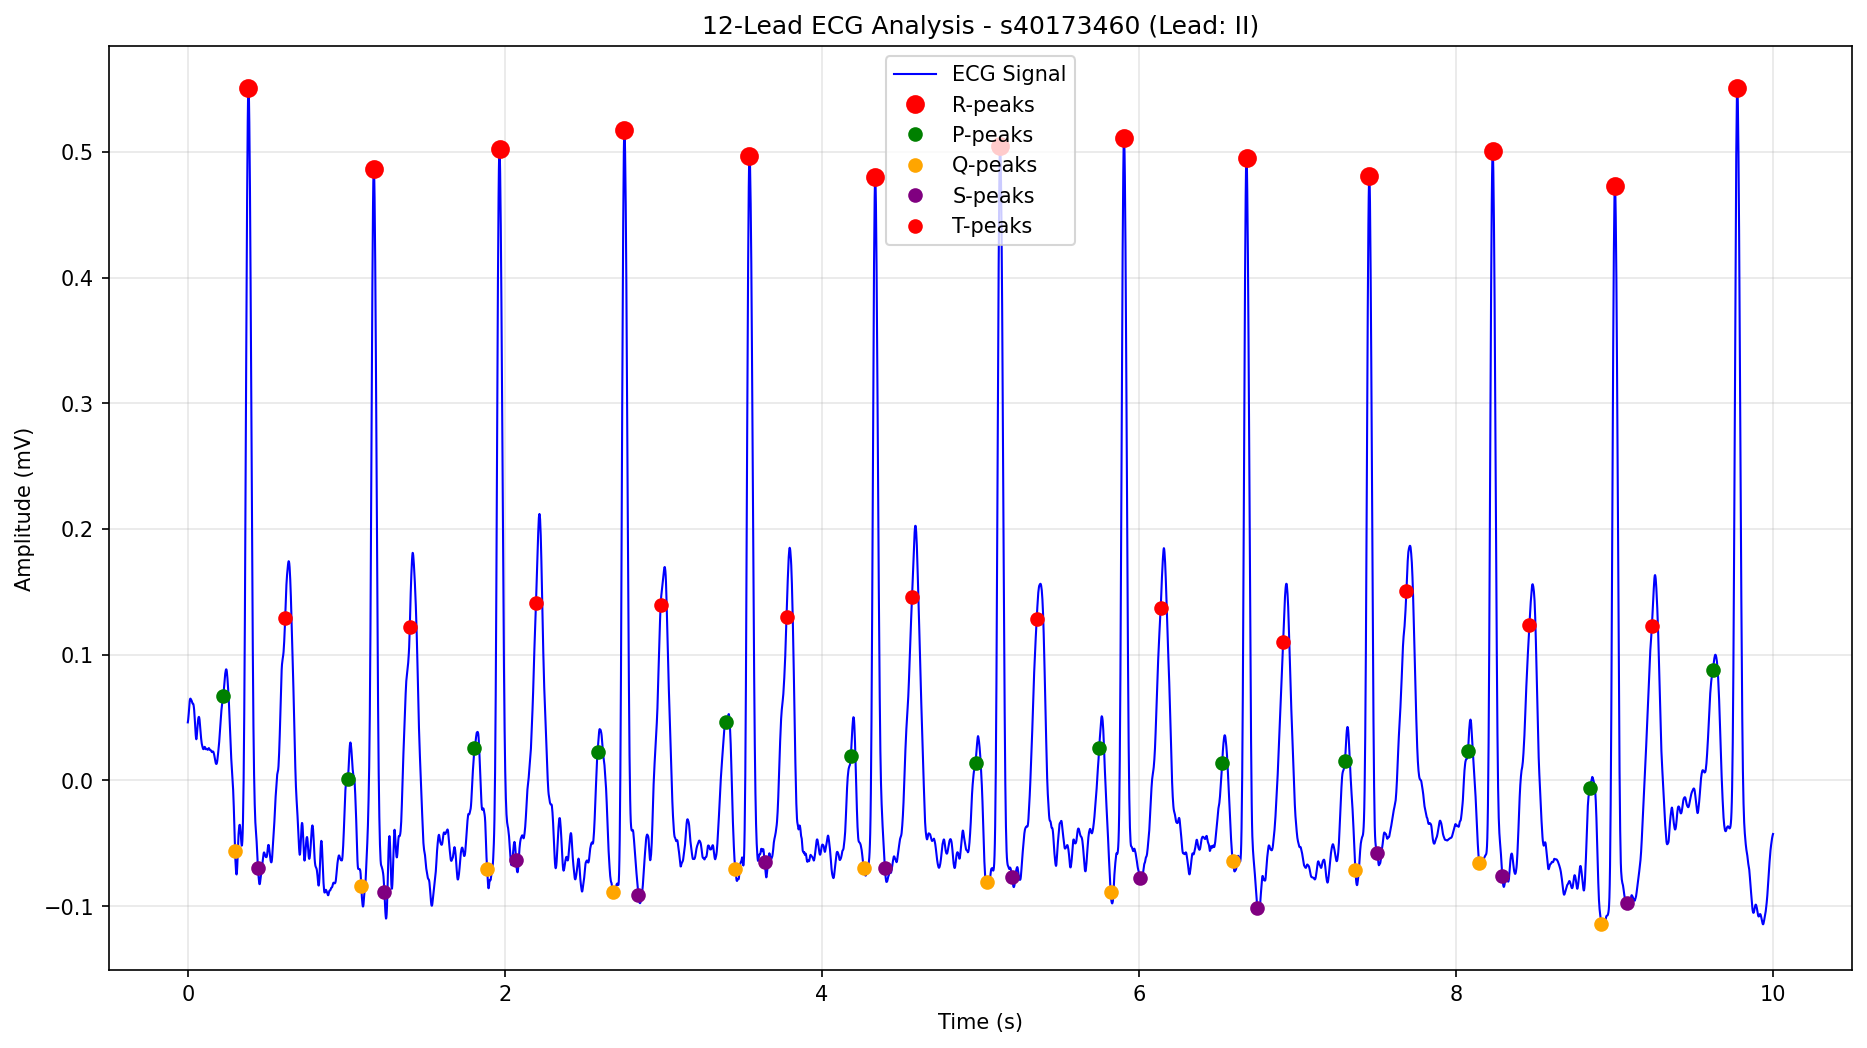 12-Lead ECG Analysis - s40173460 (Lead: II)
ECG Signal
R-peaks
P-peaks
Q-peaks
S-peaks
T-peaks
Amplitude (mV)
0.5
0.4
0.3
0.2
0.1
0.0
−0.1
0 2 4 6 8 10
Time (s)